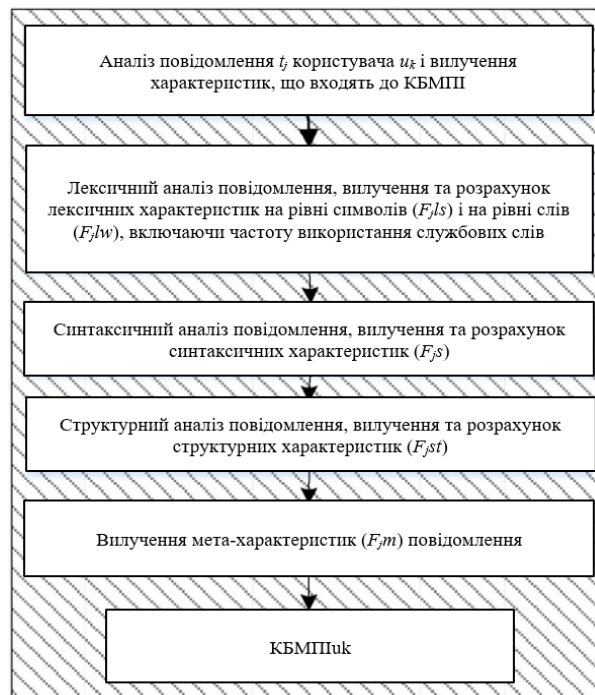 Аналіз повідомлення tj користувача uk і вилучення
характеристик, що входять до КБМПІ
Лексичний аналіз повідомлення, вилучення та розрахунок
лексичних характеристик на рівні символів (Fjls) і на рівні слів
(Fjlw), включаючи частоту використання службових слів
Синтаксичний аналіз повідомлення, вилучення та розрахунок
синтаксичних характеристик (Fjs)
Структурний аналіз повідомлення, вилучення та розрахунок
структурних характеристик (Fjst)
Вилучення мета-характеристик (Fjm) повідомлення
КБМПІuk